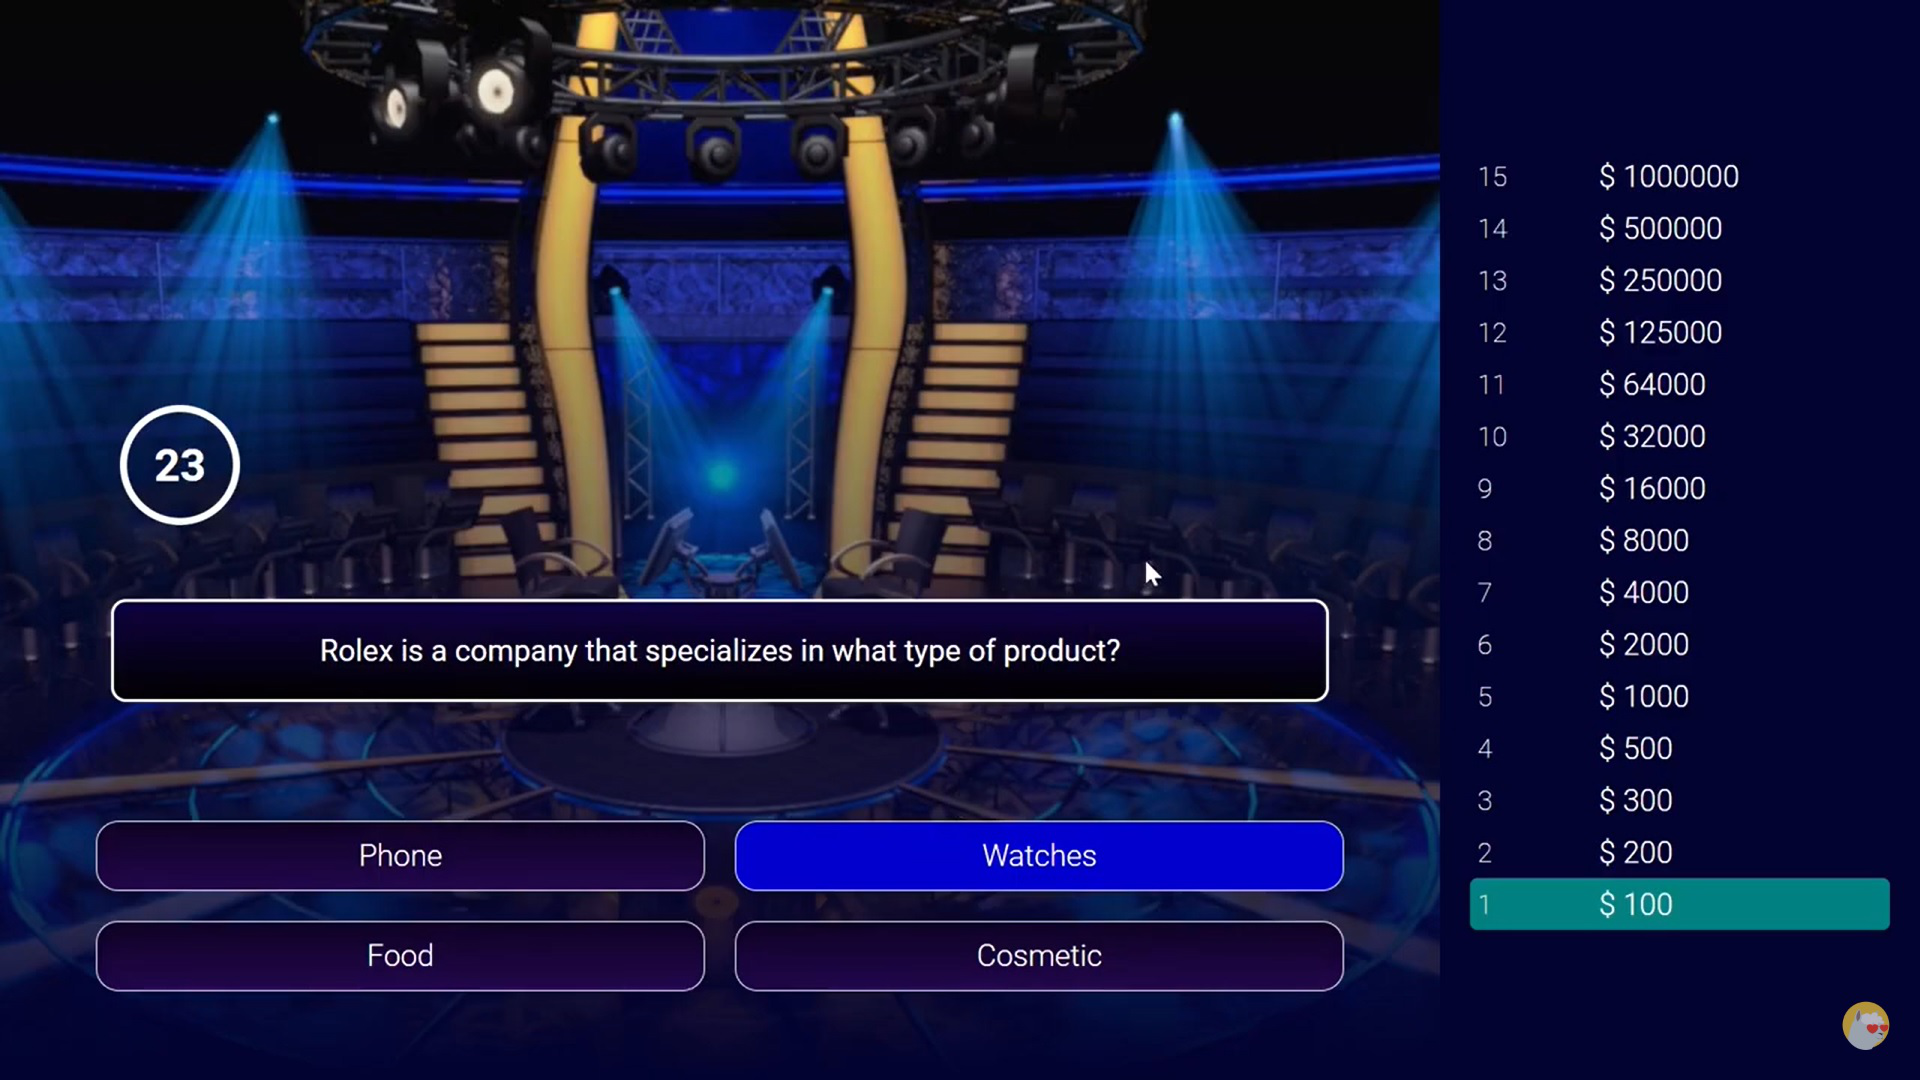 23
Rolex is a company that specializes in what type of product?
Phone
Watches
Food
Cosmetic
15 $ 1000000
14 $ 500000
13 $ 250000
12 $ 125000
11 $ 64000
10 $ 32000
9 $ 16000
8 $ 8000
7 $ 4000
6 $ 2000
5 $ 1000
4 $ 500
3 $ 300
2 $ 200
1 $ 100